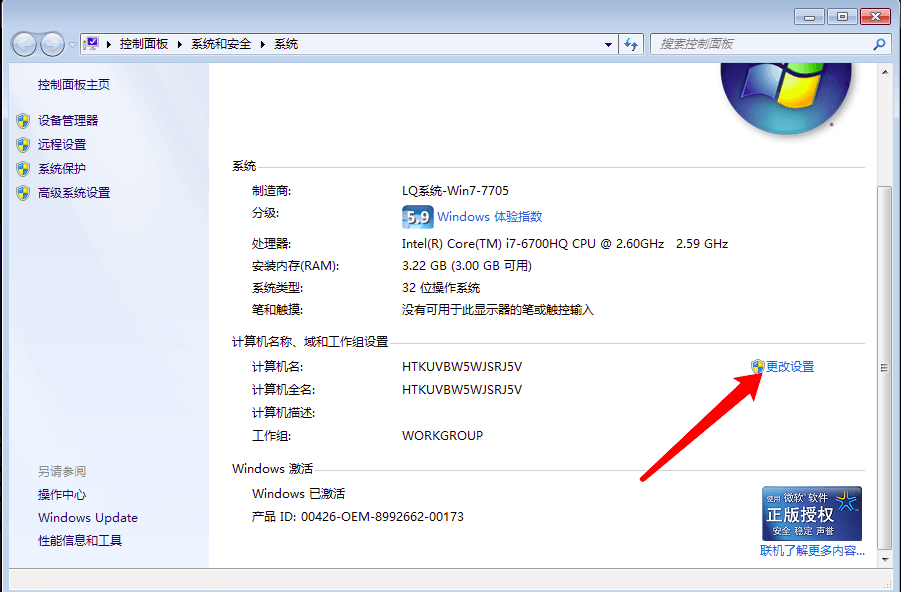 控制面板 ▸ 系统和安全 ▸ 系统
搜索控制面板
控制面板主页
设备管理器
远程设置
系统保护
高级系统设置
另请参阅
操作中心
Windows Update
性能信息和工具
系统
制造商: LQ系统-Win7-7705
分级: 5.9 Windows 体验指数
处理器: Intel(R) Core(TM) i7-6700HQ CPU @ 2.60GHz 2.59 GHz
安装内存(RAM): 3.22 GB (3.00 GB 可用)
系统类型: 32 位操作系统
笔和触摸: 没有可用于此显示器的笔或触控输入
计算机名称、域和工作组设置
计算机名: HTKUVBW5WJSRJ5V 更改设置
计算机全名: HTKUVBW5WJSRJ5V
计算机描述:
工作组: WORKGROUP
Windows 激活
Windows 已激活
产品 ID: 00426-OEM-8992662-00173
使用 微软 软件
正版授权
安全 稳定 声誉
联机了解更多内容...